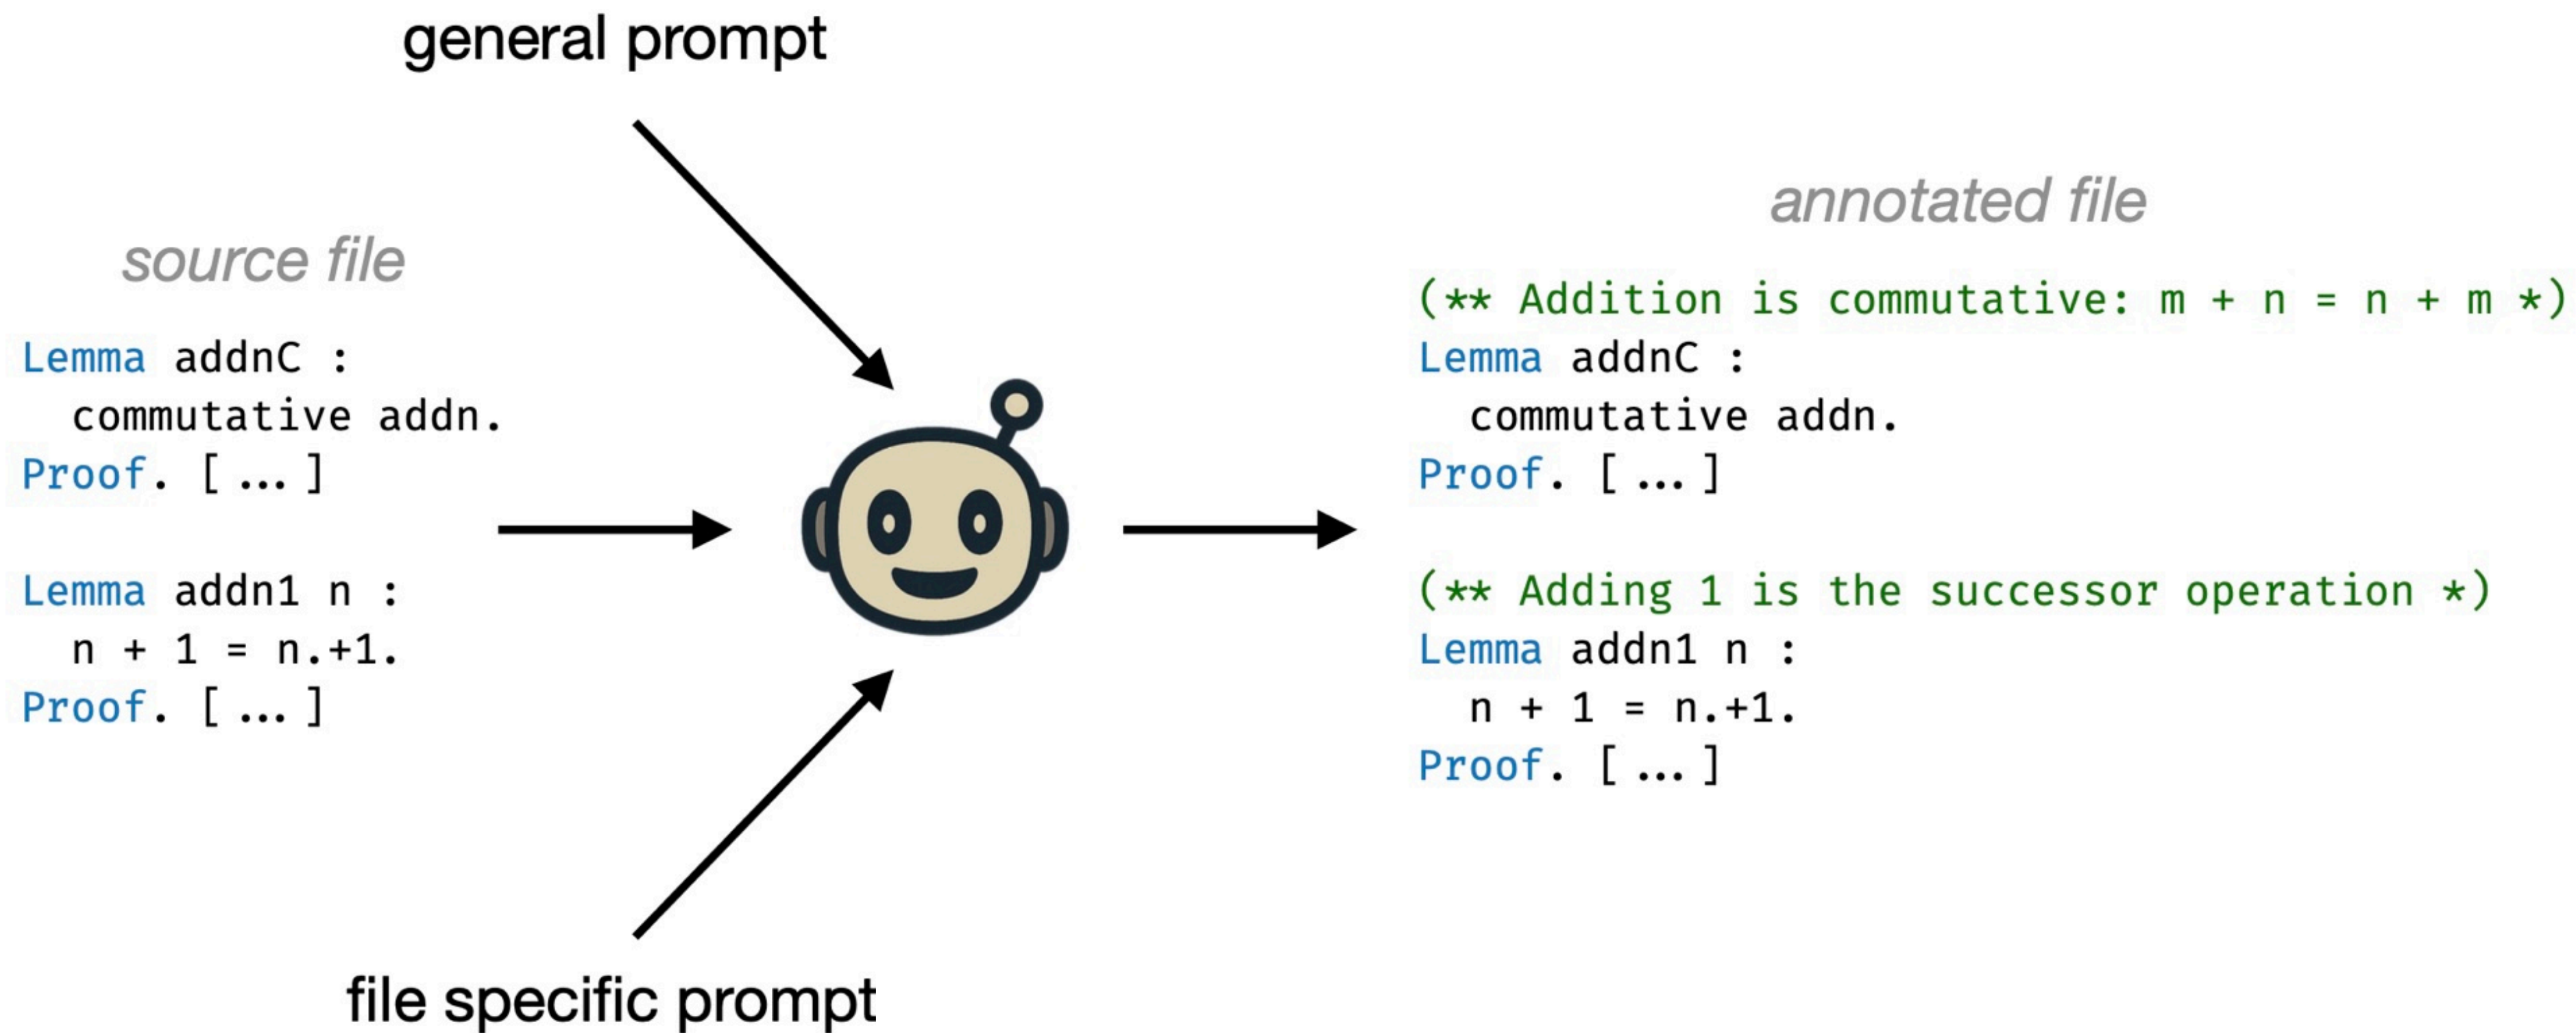 general prompt
source file
Lemma addnC :
commutative addn.
Proof. [ ... ]
Lemma addn1 n :
n + 1 = n.+1.
Proof. [ ... ]
file specific prompt
annotated file
(** Addition is commutative: m + n = n + m *)
Lemma addnC :
commutative addn.
Proof. [ ... ]
(** Adding 1 is the successor operation *)
Lemma addn1 n :
n + 1 = n.+1.
Proof. [ ... ]